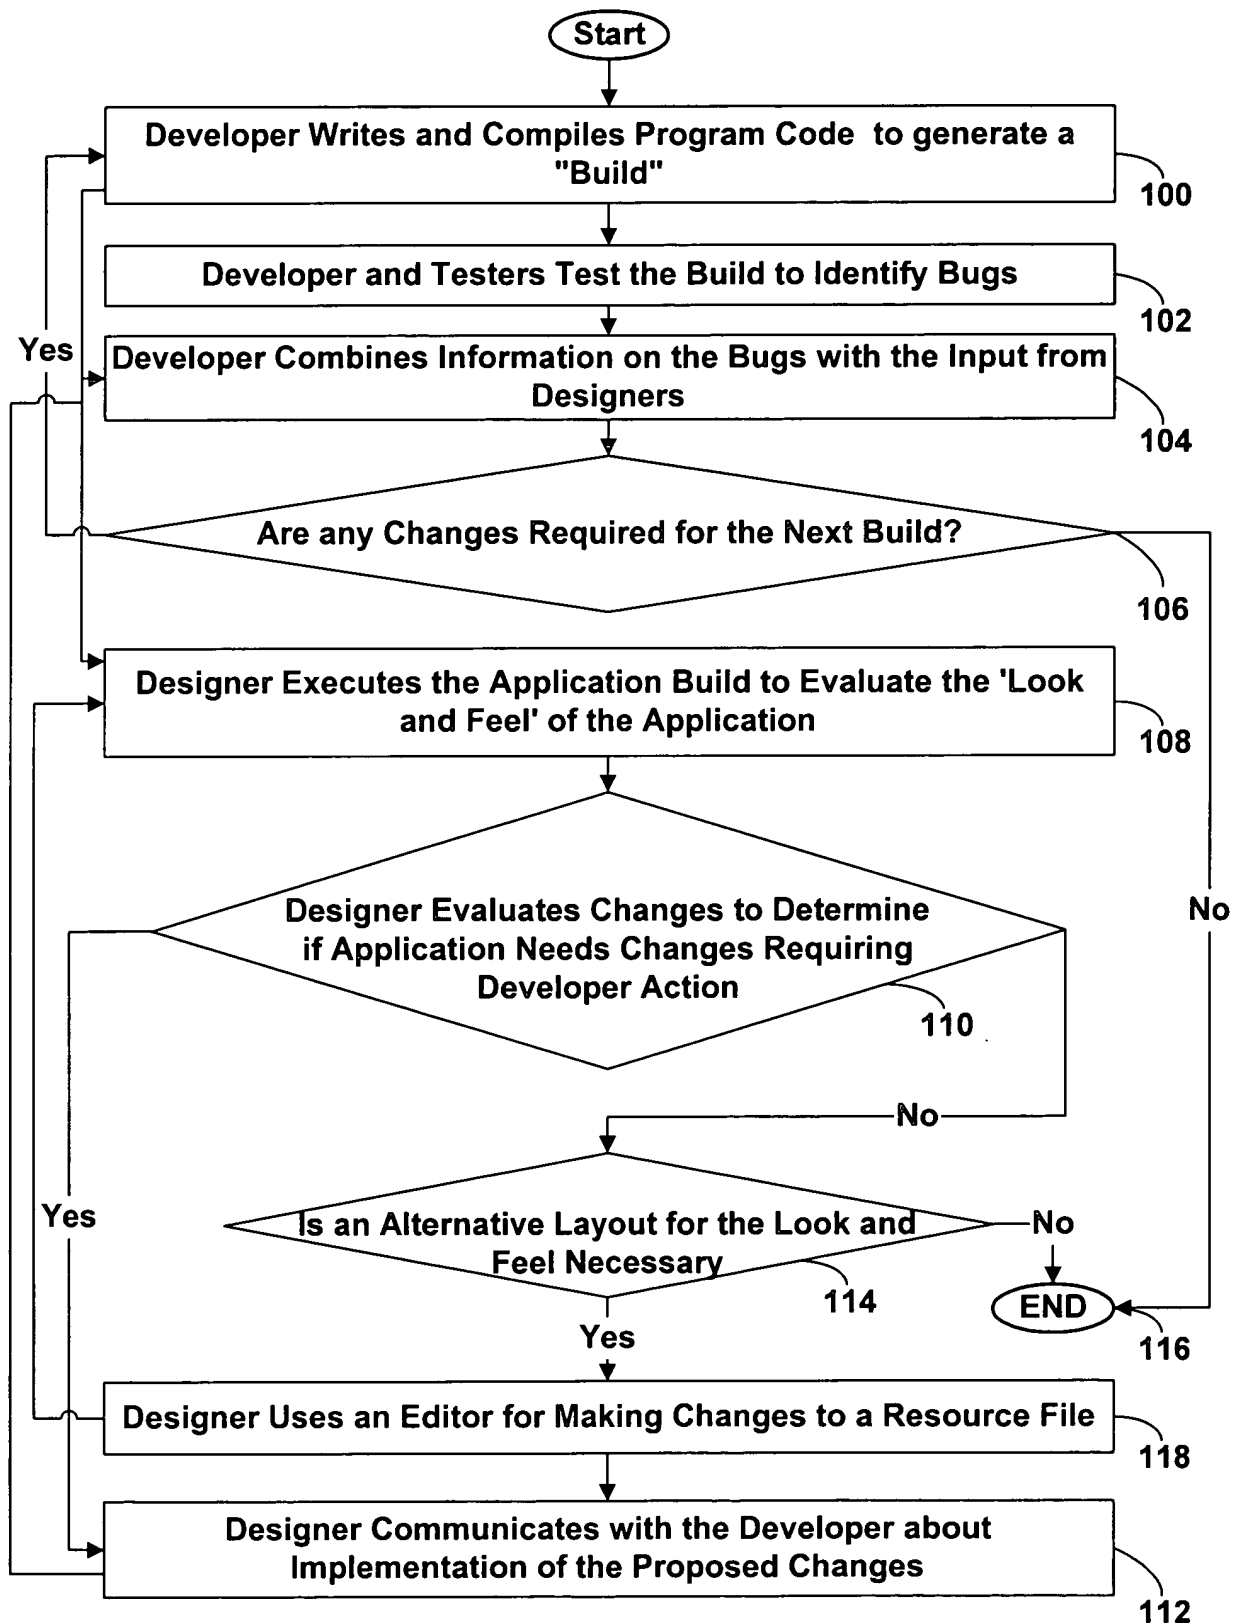 Start
Developer Writes and Compiles Program Code to generate a
"Build"
100
Developer and Testers Test the Build to Identify Bugs
102
Yes
Developer Combines Information on the Bugs with the Input from
Designers
104
Are any Changes Required for the Next Build?
106
Designer Executes the Application Build to Evaluate the 'Look
and Feel' of the Application
108
No
Designer Evaluates Changes to Determine
if Application Needs Changes Requiring
Developer Action
110
No
Yes
Is an Alternative Layout for the Look and
Feel Necessary
No
114
END
116
Yes
Designer Uses an Editor for Making Changes to a Resource File
118
Designer Communicates with the Developer about
Implementation of the Proposed Changes
112